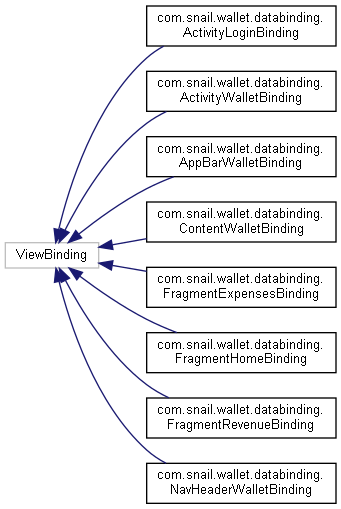 com.snail.wallet.databinding.
ActivityLoginBinding
com.snail.wallet.databinding.
ActivityWalletBinding
com.snail.wallet.databinding.
AppBarWalletBinding
com.snail.wallet.databinding.
ContentWalletBinding
ViewBinding
com.snail.wallet.databinding.
FragmentExpensesBinding
com.snail.wallet.databinding.
FragmentHomeBinding
com.snail.wallet.databinding.
FragmentRevenueBinding
com.snail.wallet.databinding.
NavHeaderWalletBinding